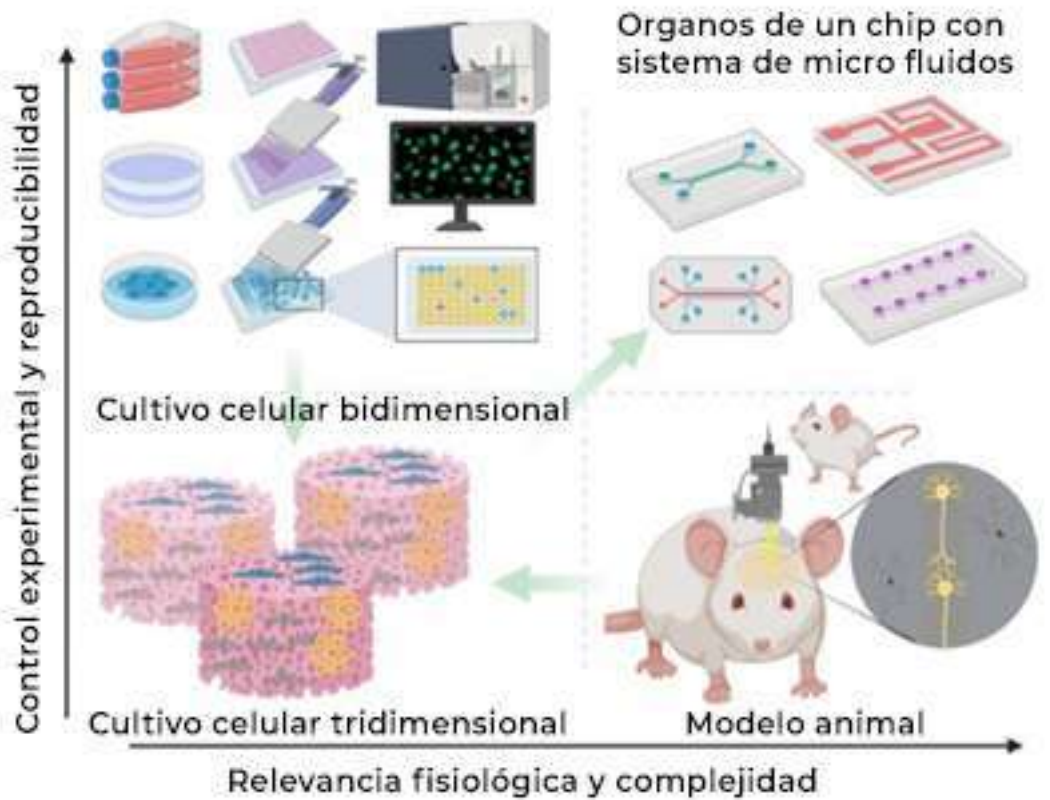 Organos de un chip con
sistema de micro fluidos
Control experimental y reproducibilidad
Cultivo celular bidimensional
Cultivo celular tridimensional
Modelo animal
Relevancia fisiológica y complejidad